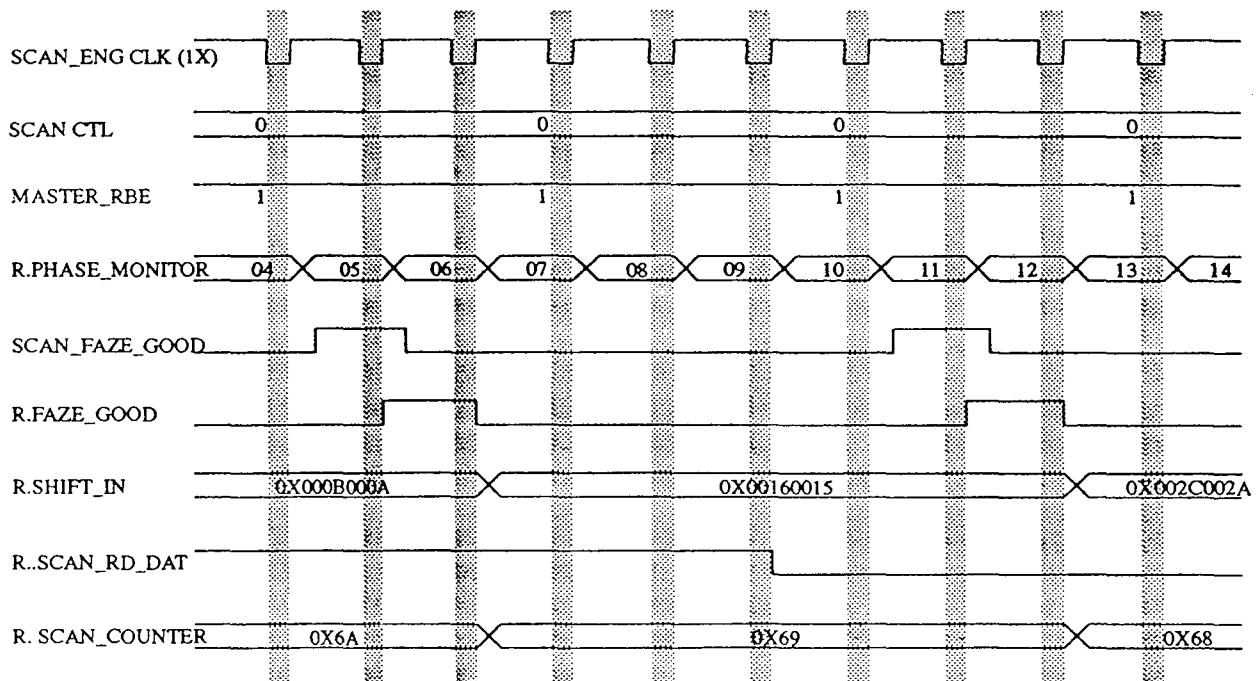 SCAN_ENG CLK (1X)
SCAN CTL 0 0 0 0
MASTER_RBE 1 1 1 1
R.PHASE_MONITOR 04 05 06 07 08 09 10 11 12 13 14
SCAN_FAZE_GOOD
R.FAZE_GOOD
R.SHIFT_IN 0X000B000A 0X00160015 0X002C002A
R..SCAN_RD_DAT
R. SCAN_COUNTER 0X6A 0X69 0X68